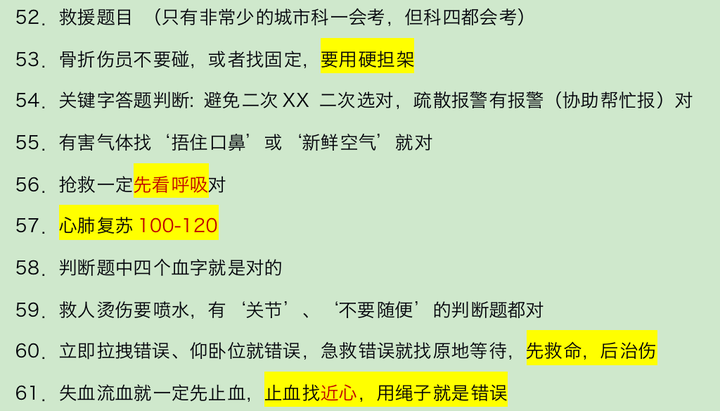 52. 救援题目 （只有非常少的城市科一会考，但科四都会考）
53. 骨折伤员不要碰，或者找固定，要用硬担架
54. 关键字答题判断: 避免二次 XX 二次选对，疏散报警有报警（协助帮忙报）对
55. 有害气体找‘捂住口鼻’或‘新鲜空气’就对
56. 抢救一定先看呼吸对
57. 心肺复苏 100-120
58. 判断题中四个血字就是对的
59. 救人烫伤要喷水，有‘关节’、‘不要随便’的判断题都对
60. 立即拉拽错误、仰卧位就错误，急救错误就找原地等待，先救命，后治伤
61. 失血流血就一定先止血，止血找近心，用绳子就是错误